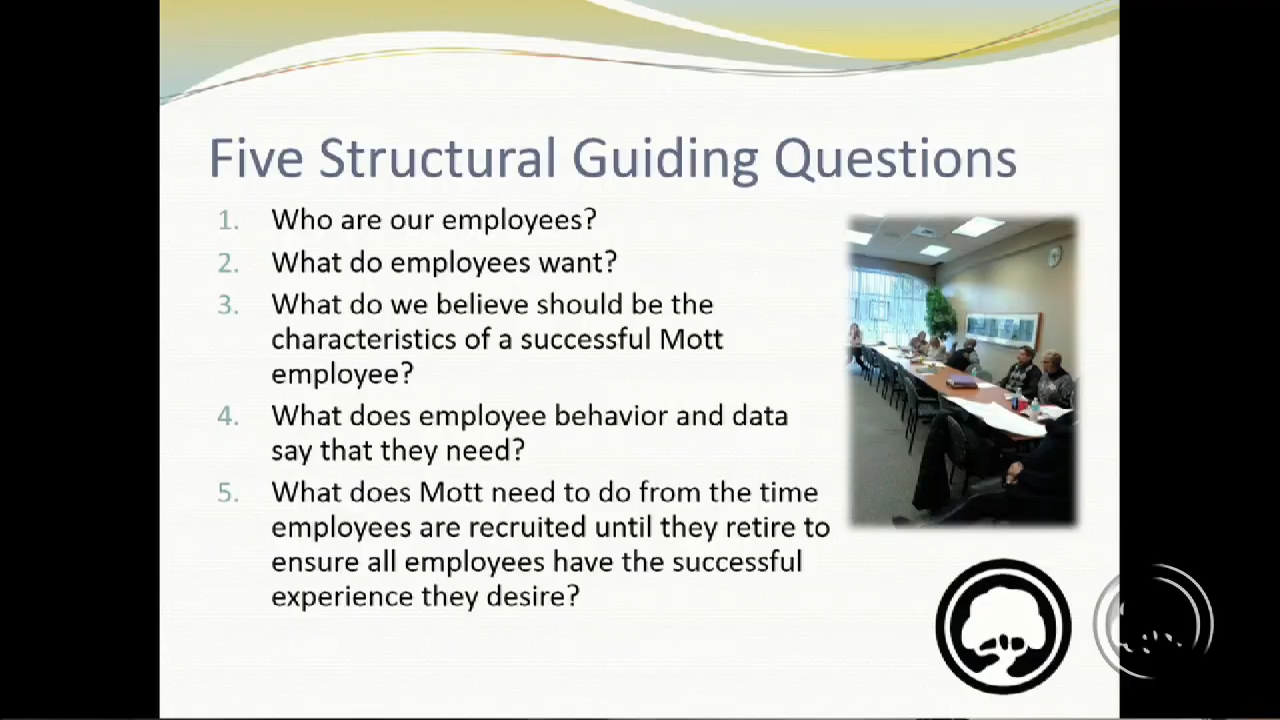 Five Structural Guiding Questions
1. Who are our employees?
2. What do employees want?
3. What do we believe should be the
characteristics of a successful Mott
employee?
4. What does employee behavior and data
say that they need?
5. What does Mott need to do from the time
employees are recruited until they retire to
ensure all employees have the successful
experience they desire?